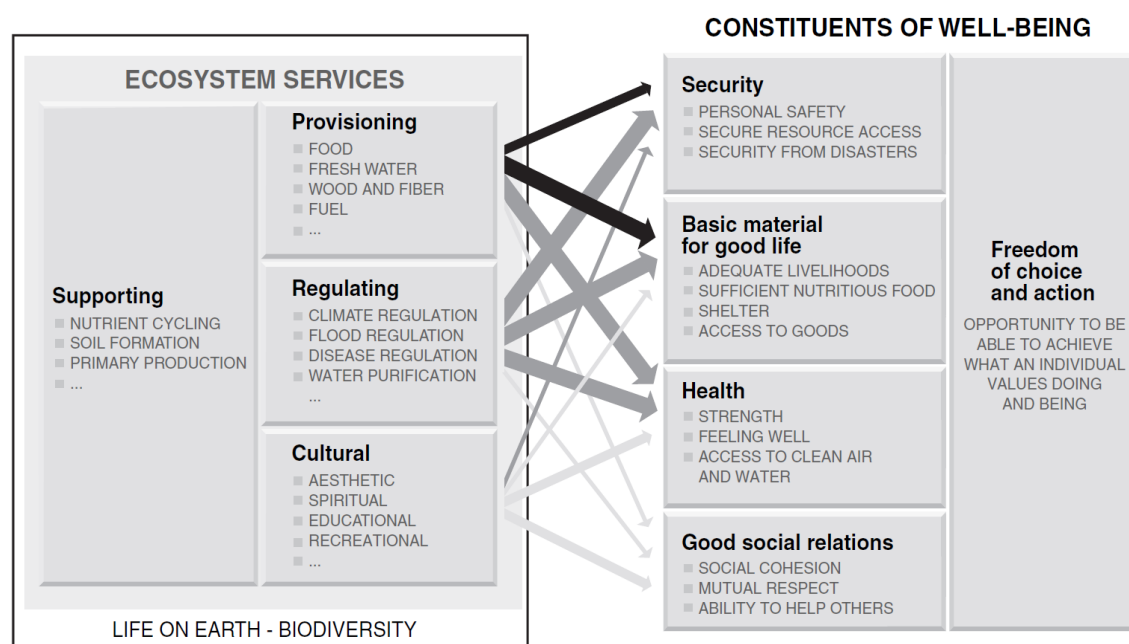 CONSTITUENTS OF WELL-BEING
ECOSYSTEM SERVICES
Supporting
NUTRIENT CYCLING
SOIL FORMATION
PRIMARY PRODUCTION
...
Provisioning
FOOD
FRESH WATER
WOOD AND FIBER
FUEL
...
Regulating
CLIMATE REGULATION
FLOOD REGULATION
DISEASE REGULATION
WATER PURIFICATION
...
Cultural
AESTHETIC
SPIRITUAL
EDUCATIONAL
RECREATIONAL
...
LIFE ON EARTH - BIODIVERSITY
Security
PERSONAL SAFETY
SECURE RESOURCE ACCESS
SECURITY FROM DISASTERS
Basic material
for good life
ADEQUATE LIVELIHOODS
SUFFICIENT NUTRITIOUS FOOD
SHELTER
ACCESS TO GOODS
Health
STRENGTH
FEELING WELL
ACCESS TO CLEAN AIR
AND WATER
Good social relations
SOCIAL COHESION
MUTUAL RESPECT
ABILITY TO HELP OTHERS
Freedom
of choice
and action
OPPORTUNITY TO BE
ABLE TO ACHIEVE
WHAT AN INDIVIDUAL
VALUES DOING
AND BEING